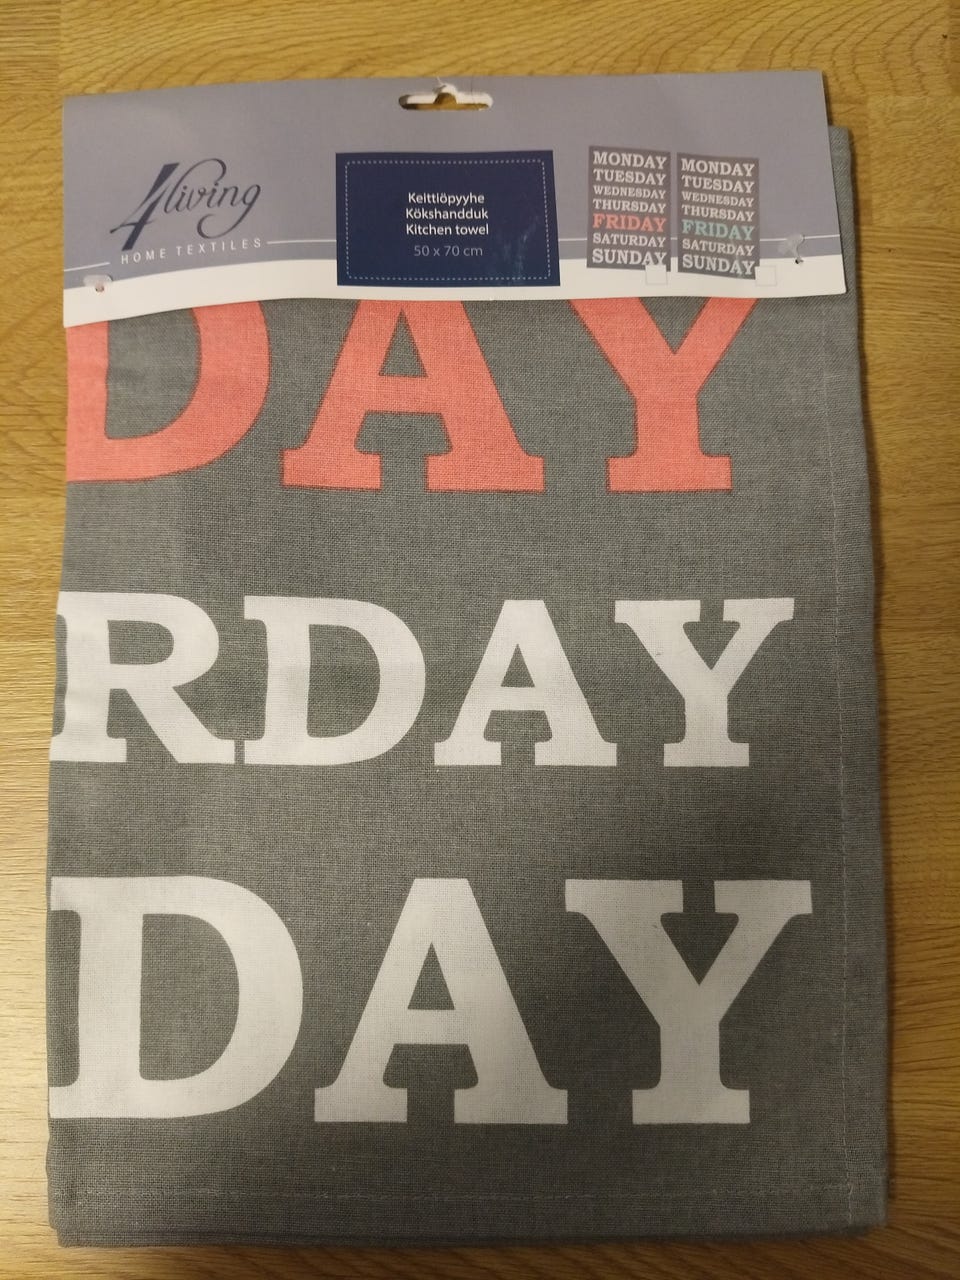 4living
HOME TEXTILES
Keittiöpyyhe
Kökshandduk
Kitchen towel
50 x 70 cm
MONDAY
TUESDAY
WEDNESDAY
THURSDAY
FRIDAY
SATURDAY
SUNDAY
MONDAY
TUESDAY
WEDNESDAY
THURSDAY
FRIDAY
SATURDAY
SUNDAY
DAY
RDAY
DAY